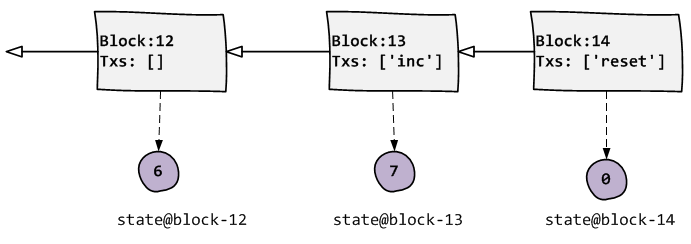 Block:12
Txs: []
Block:13
Txs: ['inc']
Block:14
Txs: ['reset']
6
7
0
state@block-12
state@block-13
state@block-14